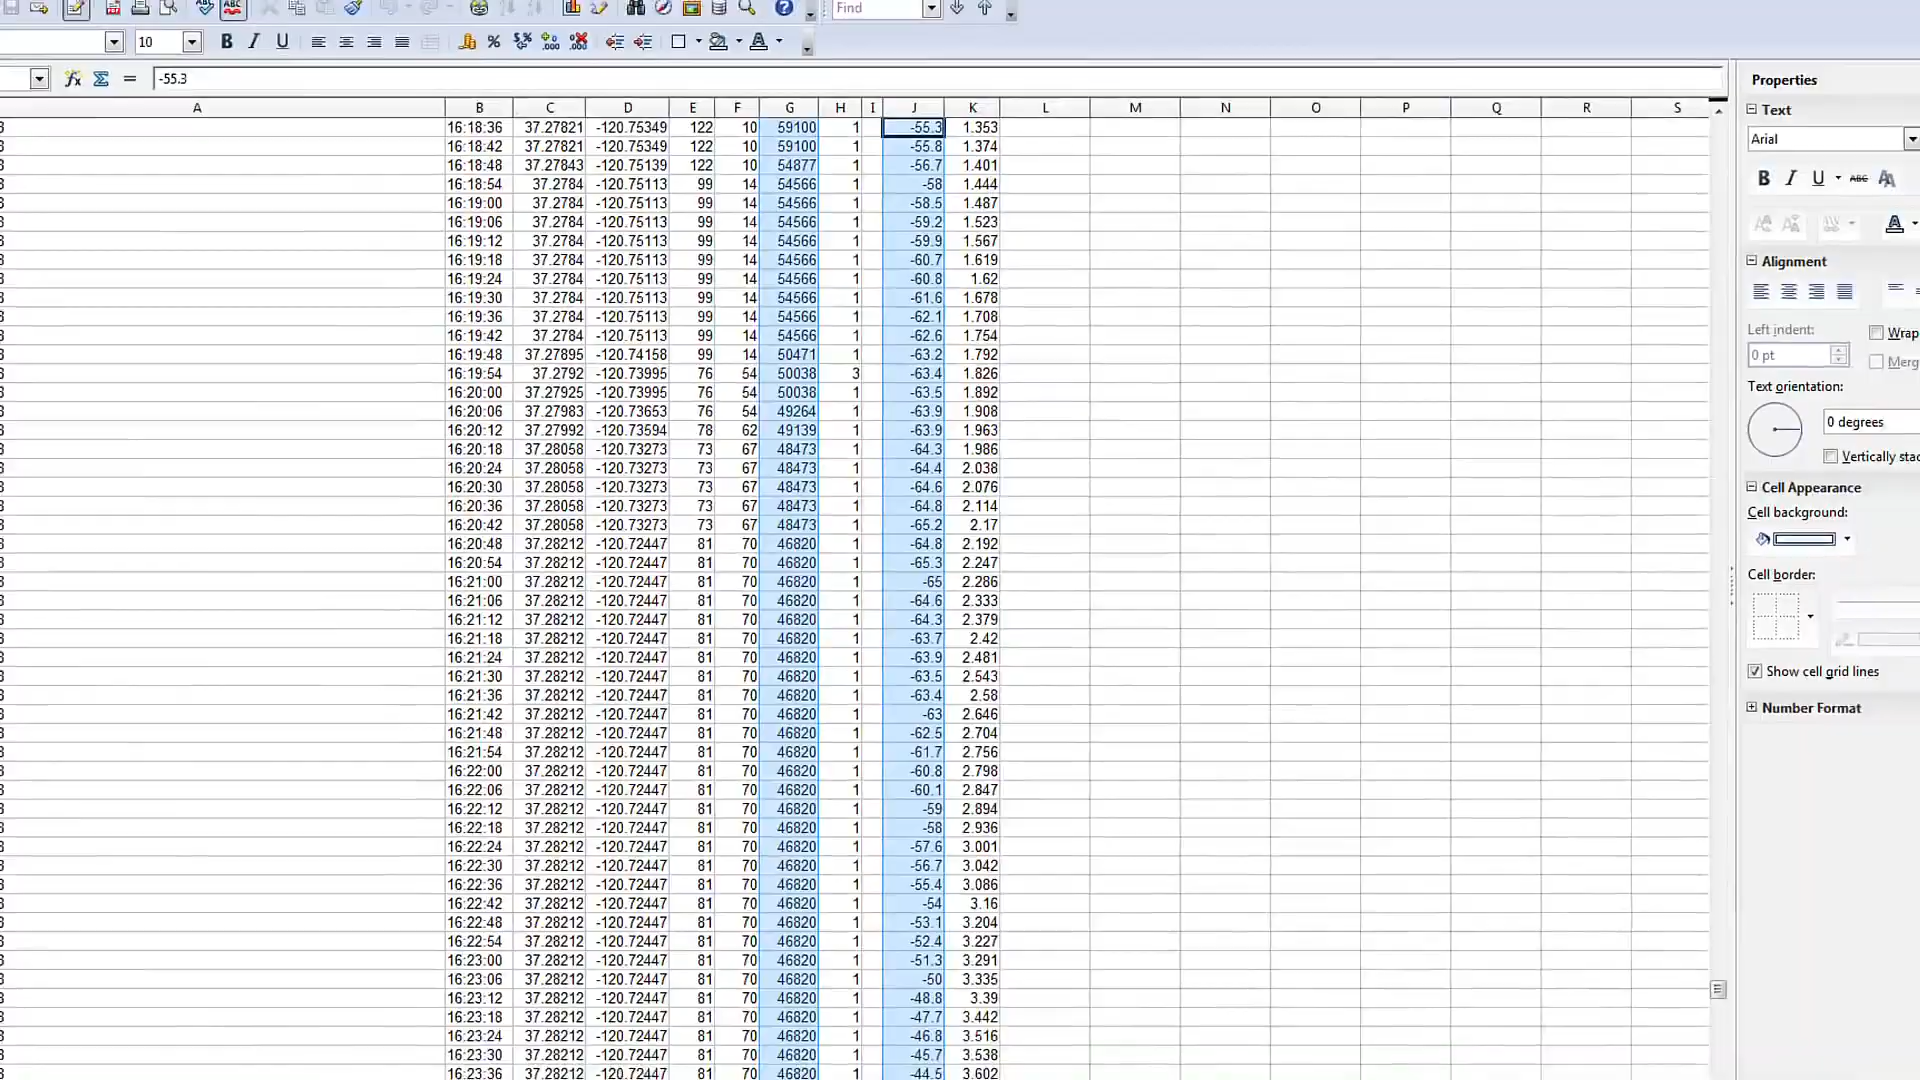 Find
10 B I U %
-55.3
Properties
A B C D E F G H I J K L M N O P Q R S
Text
Arial
B I U ABC AA
Alignment
Left indent:
Wrap
0 pt
Merg
Text orientation:
0 degrees
Vertically stac
Cell Appearance
Cell background:
Cell border:
Show cell grid lines
Number Format
16:18:36 37.27821 -120.75349 122 10 59100 1 -55.3 1.353
16:18:42 37.27821 -120.75349 122 10 59100 1 -55.8 1.374
16:18:48 37.27843 -120.75139 122 10 54877 1 -56.7 1.401
16:18:54 37.2784 -120.75113 99 14 54566 1 -58 1.444
16:19:00 37.2784 -120.75113 99 14 54566 1 -58.5 1.487
16:19:06 37.2784 -120.75113 99 14 54566 1 -59.2 1.523
16:19:12 37.2784 -120.75113 99 14 54566 1 -59.9 1.567
16:19:18 37.2784 -120.75113 99 14 54566 1 -60.7 1.619
16:19:24 37.2784 -120.75113 99 14 54566 1 -60.8 1.62
16:19:30 37.2784 -120.75113 99 14 54566 1 -61.6 1.678
16:19:36 37.2784 -120.75113 99 14 54566 1 -62.1 1.708
16:19:42 37.2784 -120.75113 99 14 54566 1 -62.6 1.754
16:19:48 37.27895 -120.74158 99 14 50471 1 -63.2 1.792
16:19:54 37.2792 -120.73995 76 54 50038 3 -63.4 1.826
16:20:00 37.27925 -120.73995 76 54 50038 1 -63.5 1.892
16:20:06 37.27983 -120.73653 76 54 49264 1 -63.9 1.908
16:20:12 37.27992 -120.73594 78 62 49139 1 -63.9 1.963
16:20:18 37.28058 -120.73273 73 67 48473 1 -64.3 1.986
16:20:24 37.28058 -120.73273 73 67 48473 1 -64.4 2.038
16:20:30 37.28058 -120.73273 73 67 48473 1 -64.6 2.076
16:20:36 37.28058 -120.73273 73 67 48473 1 -64.8 2.114
16:20:42 37.28058 -120.73273 73 67 48473 1 -65.2 2.17
16:20:48 37.28212 -120.72447 81 70 46820 1 -64.8 2.192
16:20:54 37.28212 -120.72447 81 70 46820 1 -65.3 2.247
16:21:00 37.28212 -120.72447 81 70 46820 1 -65 2.286
16:21:06 37.28212 -120.72447 81 70 46820 1 -64.6 2.333
16:21:12 37.28212 -120.72447 81 70 46820 1 -64.3 2.379
16:21:18 37.28212 -120.72447 81 70 46820 1 -63.7 2.42
16:21:24 37.28212 -120.72447 81 70 46820 1 -63.9 2.481
16:21:30 37.28212 -120.72447 81 70 46820 1 -63.5 2.543
16:21:36 37.28212 -120.72447 81 70 46820 1 -63.4 2.58
16:21:42 37.28212 -120.72447 81 70 46820 1 -63 2.646
16:21:48 37.28212 -120.72447 81 70 46820 1 -62.5 2.704
16:21:54 37.28212 -120.72447 81 70 46820 1 -61.7 2.756
16:22:00 37.28212 -120.72447 81 70 46820 1 -60.8 2.798
16:22:06 37.28212 -120.72447 81 70 46820 1 -60.1 2.847
16:22:12 37.28212 -120.72447 81 70 46820 1 -59 2.894
16:22:18 37.28212 -120.72447 81 70 46820 1 -58 2.936
16:22:24 37.28212 -120.72447 81 70 46820 1 -57.6 3.001
16:22:30 37.28212 -120.72447 81 70 46820 1 -56.7 3.042
16:22:36 37.28212 -120.72447 81 70 46820 1 -55.4 3.086
16:22:42 37.28212 -120.72447 81 70 46820 1 -54 3.16
16:22:48 37.28212 -120.72447 81 70 46820 1 -53.1 3.204
16:22:54 37.28212 -120.72447 81 70 46820 1 -52.4 3.227
16:23:00 37.28212 -120.72447 81 70 46820 1 -51.3 3.291
16:23:06 37.28212 -120.72447 81 70 46820 1 -50 3.335
16:23:12 37.28212 -120.72447 81 70 46820 1 -48.8 3.39
16:23:18 37.28212 -120.72447 81 70 46820 1 -47.7 3.442
16:23:24 37.28212 -120.72447 81 70 46820 1 -46.8 3.516
16:23:30 37.28212 -120.72447 81 70 46820 1 -45.7 3.538
16:23:36 37.28212 -120.72447 81 70 46820 1 -44.5 3.602